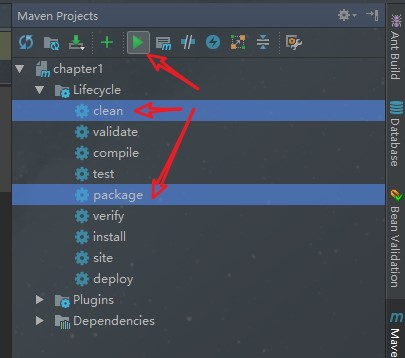 Maven Projects
chapter1
Lifecycle
clean
validate
compile
test
package
verify
install
site
deploy
Plugins
Dependencies
Ant Build
Database
Bean Validation
m
Mave